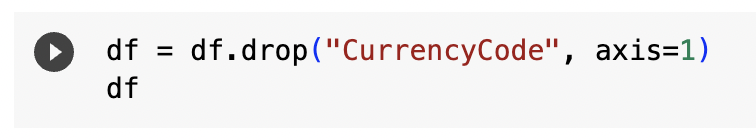 df = df.drop("CurrencyCode", axis=1)
df